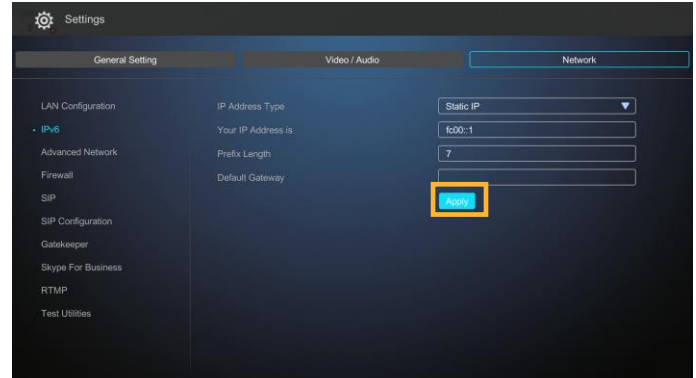 Settings
General Setting Video / Audio Network
LAN Configuration IP Address Type Static IP
IPv6 Your IP Address is fc00::1
Advanced Network Prefix Length 7
Firewall Default Gateway
SIP Apply
SIP Configuration
Gatekeeper
Skype For Business
RTMP
Test Utilities